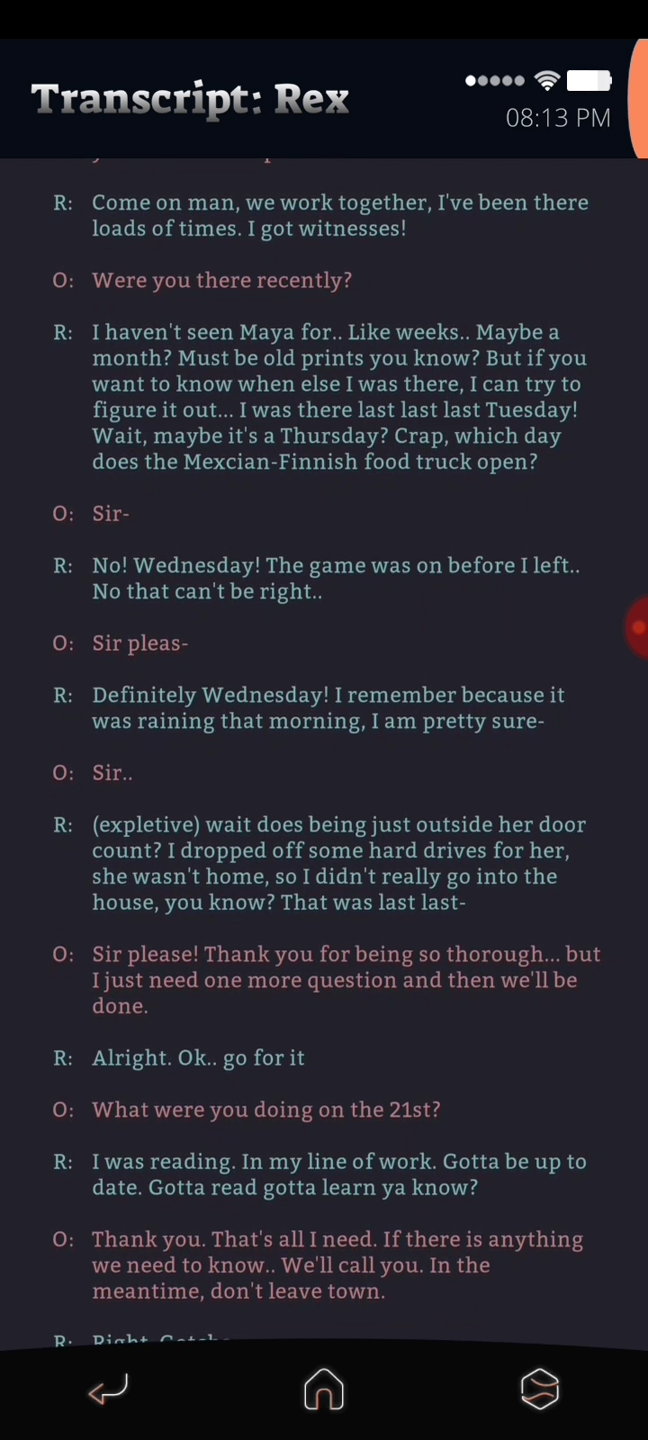 Transcript: Rex
08:13 PM
R: Come on man, we work together, I've been there
loads of times. I got witnesses!
O: Were you there recently?
R: I haven't seen Maya for.. Like weeks.. Maybe a
month? Must be old prints you know? But if you
want to know when else I was there, I can try to
figure it out... I was there last last last Tuesday!
Wait, maybe it's a Thursday? Crap, which day
does the Mexcian-Finnish food truck open?
O: Sir-
R: No! Wednesday! The game was on before I left..
No that can't be right..
O: Sir pleas-
R: Definitely Wednesday! I remember because it
was raining that morning, I am pretty sure-
O: Sir..
R: (expletive) wait does being just outside her door
count? I dropped off some hard drives for her,
she wasn't home, so I didn't really go into the
house, you know? That was last last-
O: Sir please! Thank you for being so thorough... but
I just need one more question and then we'll be
done.
R: Alright. Ok.. go for it
O: What were you doing on the 21st?
R: I was reading. In my line of work. Gotta be up to
date. Gotta read gotta learn ya know?
O: Thank you. That's all I need. If there is anything
we need to know.. We'll call you. In the
meantime, don't leave town.
R: Right. Gotcha